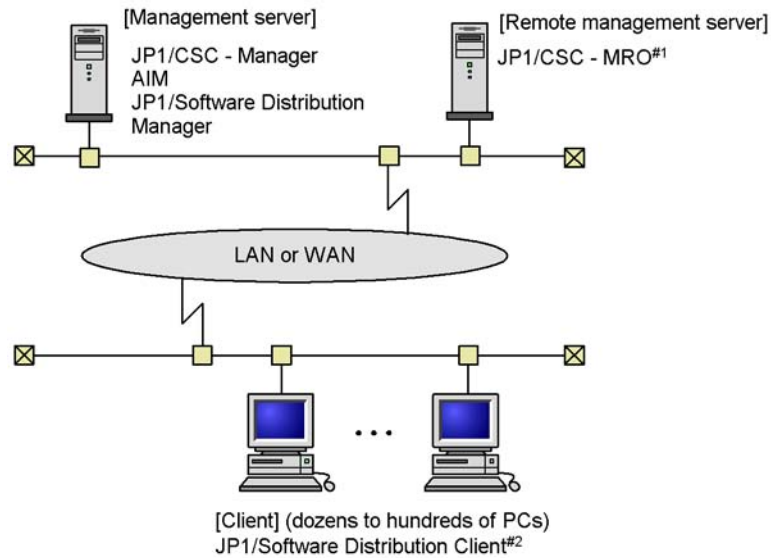 [Management server]
JP1/CSC - Manager
AIM
JP1/Software Distribution
Manager
[Remote management server]
JP1/CSC - MRO#1
LAN or WAN
...
[Client] (dozens to hundreds of PCs)
JP1/Software Distribution Client#2